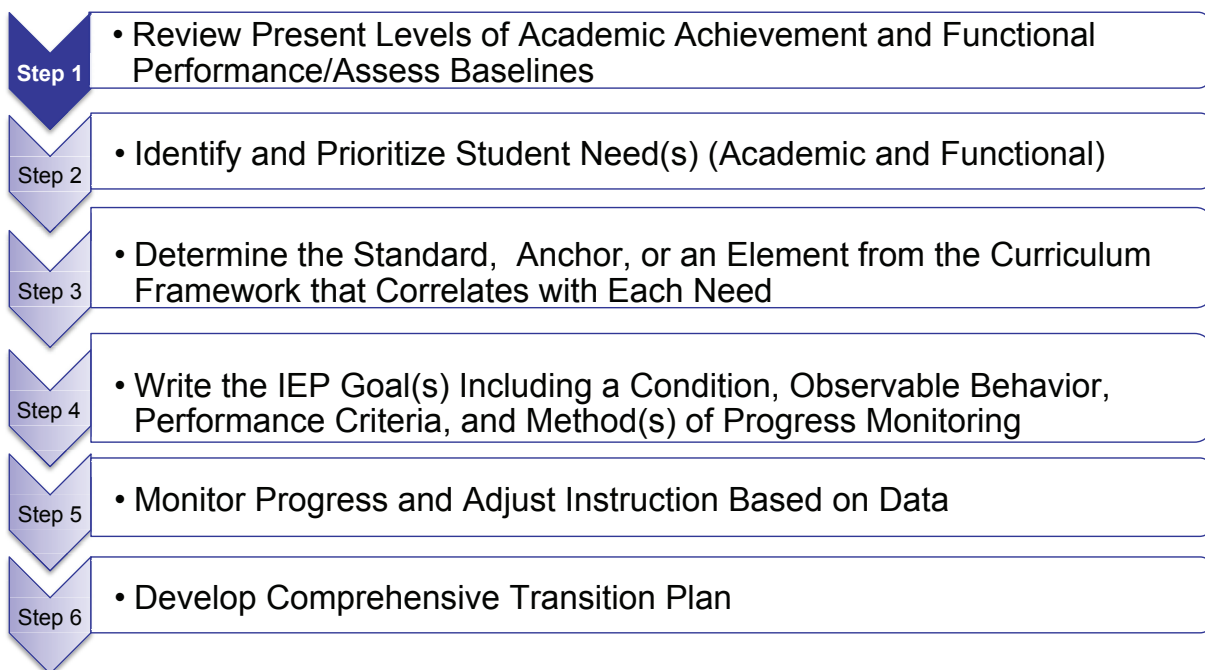 Step 1
• Review Present Levels of Academic Achievement and Functional
Performance/Assess Baselines
Step 2
• Identify and Prioritize Student Need(s) (Academic and Functional)
Step 3
• Determine the Standard,  Anchor, or an Element from the Curriculum
Framework that Correlates with Each Need
Step 4
• Write the IEP Goal(s) Including a Condition, Observable Behavior,
Performance Criteria, and Method(s) of Progress Monitoring
Step 5
• Monitor Progress and Adjust Instruction Based on Data
Step 6
• Develop Comprehensive Transition Plan